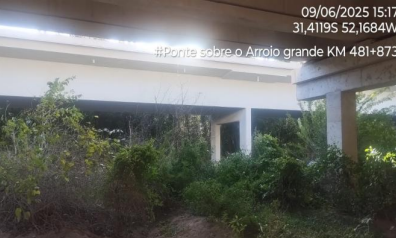 09/06/2025 15:17
31,4119S 52,1684W
#Ponte sobre o Arroio grande KM 481+873